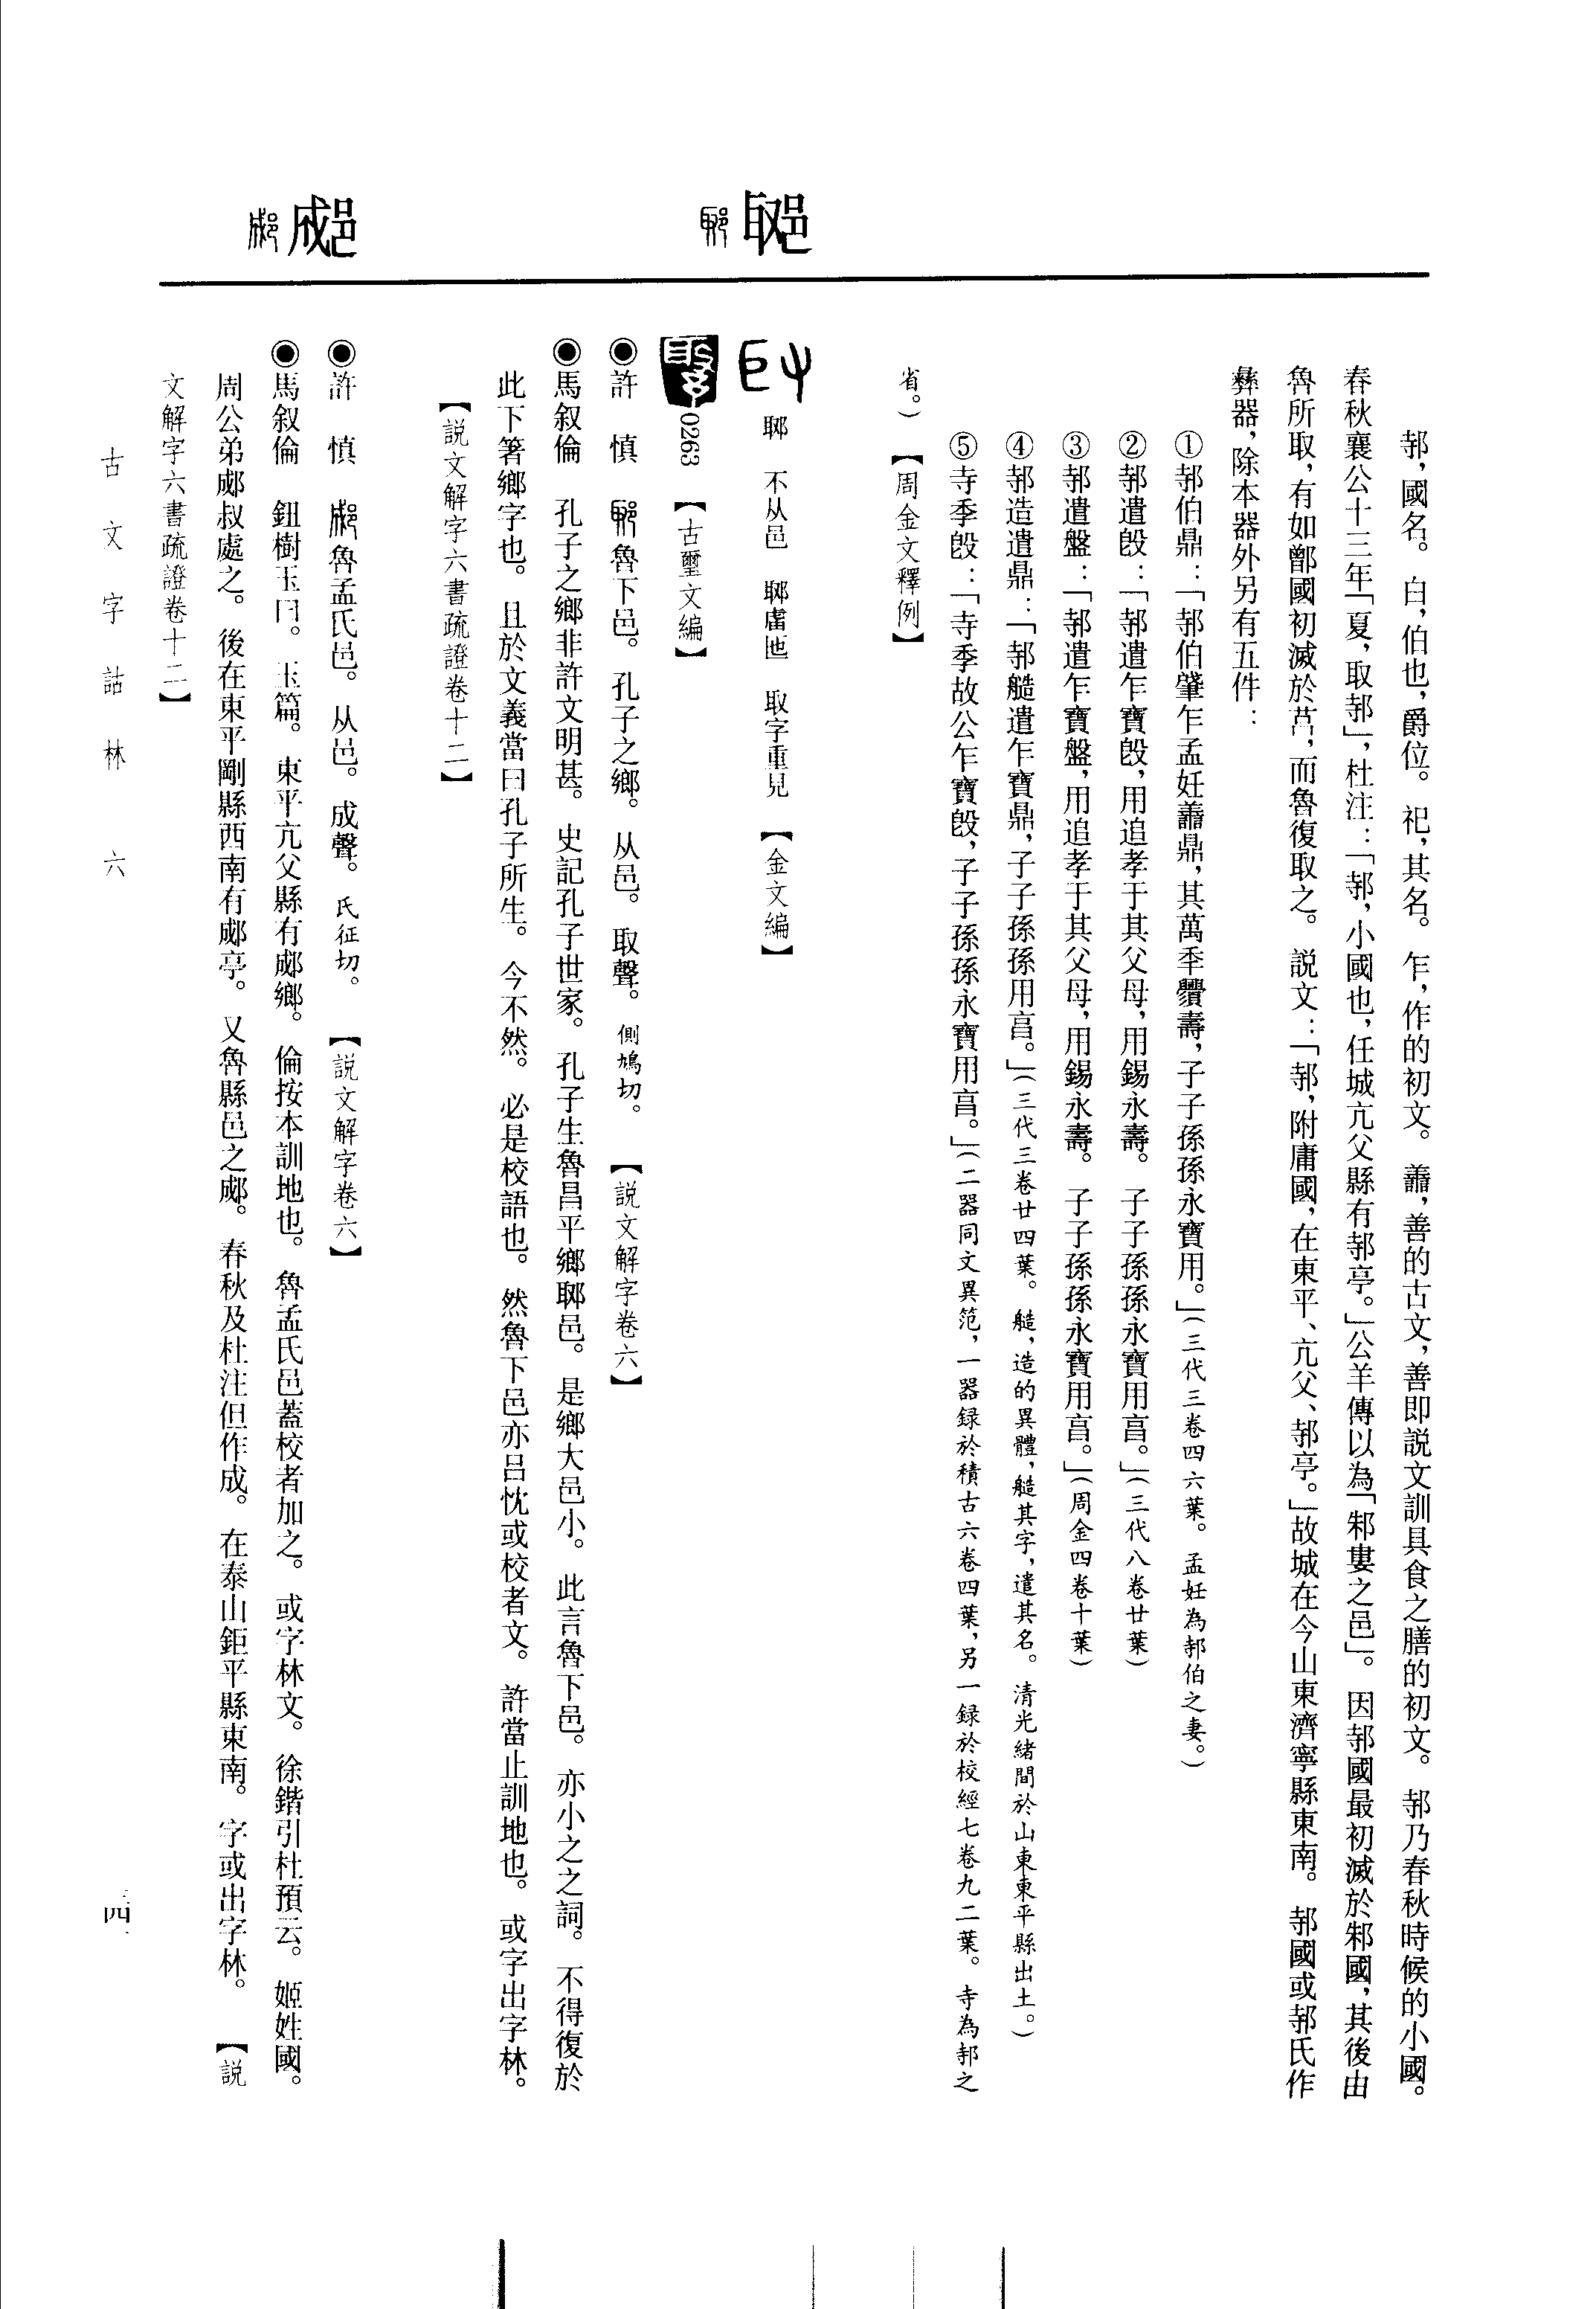 邿，國名。白，伯也，爵位。祀，其名。乍，作的初文。譱，善的古文，善即説文訓具食之膳的初文。邿乃春秋時候的小國。
春秋襄公十三年「夏，取邿」，杜注：「邿，小國也，任城亢父縣有邿亭。」公羊傳以為「邾婁之邑」。因邿國最初滅於邾國，其後由
魯所取，有如鄫國初滅於莒，而魯復取之。説文：「邿，附庸國，在東平、亢父、邿亭。」故城在今山東濟寧縣東南。邿國或邿氏作
彝器，除本器外另有五件：
①邿伯鼎：「邿伯肇乍孟妊譱鼎，其萬年壽，子子孫孫永寶用。」（三代三卷四六葉。孟妊為邿伯之妻。）
②邿遣𣪘：「邿遣乍寶𣪘，用追孝于其父母，用錫永壽。子子孫孫永寶用亯。」（三代八卷廿葉）
③邿遣盤：「邿遣乍寶盤，用追孝于其父母，用錫永壽。子子孫孫永寶用亯。」（周金四卷十葉）
④邿造遣鼎：「邿艁遣乍寶鼎，子子孫孫用亯。」（三代三卷廿四葉。艁，造的異體，艁其字，遣其名。清光緒間於山東東平縣出土。）
⑤寺季𣪘：「寺季故公乍寶𣪘，子子孫孫永寶用亯。」（二器同文異范，一器録於積古六卷四葉，另一録於校經七卷九二葉。寺為邿之
省。）【周金文釋例】
郰
郰　不从邑　郰䖒匜　取字重見　【金文編】
0263　【古璽文編】
◉許　慎　郰魯下邑。孔子之鄉。从邑。取聲。側鳩切。　【説文解字卷六】
◉馬叙倫　孔子之鄉非許文明甚。史記孔子世家。孔子生魯昌平鄉郰邑。是鄉大邑小。此言魯下邑。亦小之之詞。不得復於
此下箸鄉字也。且於文義當曰孔子所生。今不然。必是校語也。然魯下邑亦吕忱或校者文。許當止訓地也。或字出字林。
【説文解字六書疏證卷十二】
郕
◉許　慎　郕魯孟氏邑。从邑。成聲。氏征切。　【説文解字卷六】
◉馬叙倫　鈕樹玉曰。玉篇。東平亢父縣有郕鄉。倫按本訓地也。魯孟氏邑蓋校者加之。或字林文。徐鍇引杜預云。姬姓國。
周公弟郕叔處之。後在東平剛縣西南有郕亭。又魯縣邑之郕。春秋及杜注但作成。在泰山鉅平縣東南。字或出字林。　【説
文解字六書疏證卷十二】
古文字詁林　六